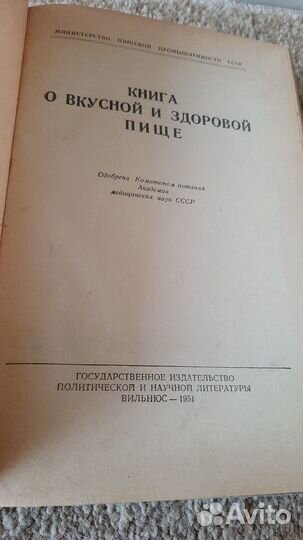 МИНИСТЕРСТВО ПИЩЕВОЙ ПРОМЫШЛЕННОСТИ СССР
КНИГА
О ВКУСНОЙ И ЗДОРОВОЙ
ПИЩЕ
Одобрена Комитетом питания
Академии
медицинских наук СССР
ГОСУДАРСТВЕННОЕ ИЗДАТЕЛЬСТВО
ПОЛИТИЧЕСКОЙ И НАУЧНОЙ ЛИТЕРАТУРЫ
ВИЛЬНЮС — 1951
Avito